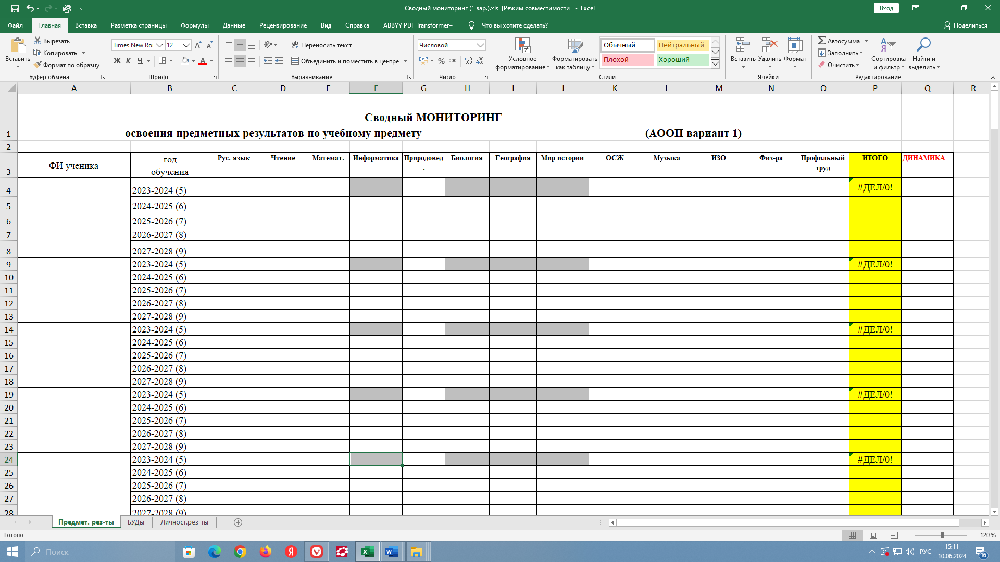 Сводный мониторинг (1 вар.).xls  [Режим совместимости]  -  Excel
Вход
Файл
Главная
Вставка
Разметка страницы
Формулы
Данные
Рецензирование
Вид
Справка
ABBYY PDF Transformer+
Что вы хотите сделать?
Поделиться
Вставить
Вырезать
Копировать
Формат по образцу
Буфер обмена
Times New Roı
12
Ж К Ч
Шрифт
Переносить текст
Объединить и поместить в центре
Выравнивание
Числовой
% 000
Число
Условное форматирование
Форматировать как таблицу
Обычный
Нейтральный
Плохой
Хороший
Стили
Вставить
Удалить
Формат
Ячейки
Автосумма
Заполнить
Очистить
Сортировка и фильтр
Найти и выделить
Редактирование
A B C D E F G H I J K L M N O P Q R
Сводный МОНИТОРИНГ
1 освоения предметных результатов по учебному предмету ______________________________________ (АООП вариант 1)
2
3 ФИ ученика год обучения Рус. язык Чтение Математ. Информатика Природовед. Биология География Мир истории ОСЖ Музыка ИЗО Физ-ра Профильный труд ИТОГО ДИНАМИКА
4 2023-2024 (5) #ДЕЛ/0!
5 2024-2025 (6)
6 2025-2026 (7)
7 2026-2027 (8)
8 2027-2028 (9)
9 2023-2024 (5) #ДЕЛ/0!
10 2024-2025 (6)
11 2025-2026 (7)
12 2026-2027 (8)
13 2027-2028 (9)
14 2023-2024 (5) #ДЕЛ/0!
15 2024-2025 (6)
16 2025-2026 (7)
17 2026-2027 (8)
18 2027-2028 (9)
19 2023-2024 (5) #ДЕЛ/0!
20 2024-2025 (6)
21 2025-2026 (7)
22 2026-2027 (8)
23 2027-2028 (9)
24 2023-2024 (5) #ДЕЛ/0!
25 2024-2025 (6)
26 2025-2026 (7)
27 2026-2027 (8)
28 2027-2028 (9)
Предмет. рез-ты
БУДы
Личност.рез-ты
Готово
120 %
Поиск
РУС
15:11
10.06.2024
16